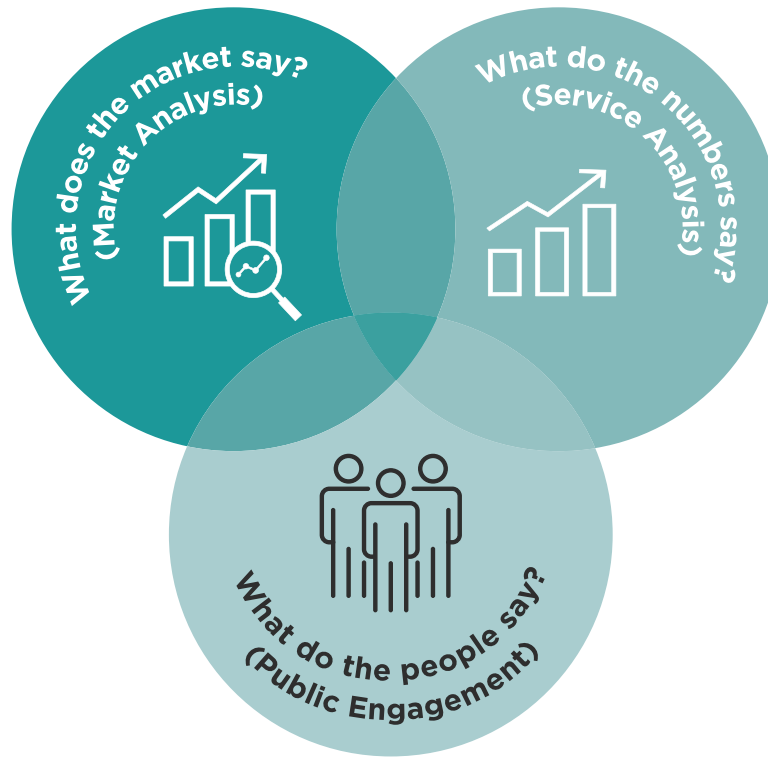 What does the market say?
(Market Analysis)
What do the numbers say?
(Service Analysis)
What do the people say?
(Public Engagement)